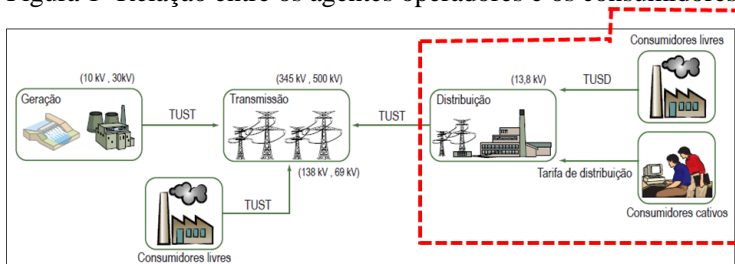 Figura 1- Relação entre os agentes operadores e os consumidores
Consumidores livres
(10 kV , 30kV)
(345 kV , 500 kV)
(13,8 kV)
TUSD
Geração
TUST
Transmissão
TUST
Distribuição
(138 kV , 69 kV)
Tarifa de distribuição
TUST
Consumidores cativos
Consumidores livres